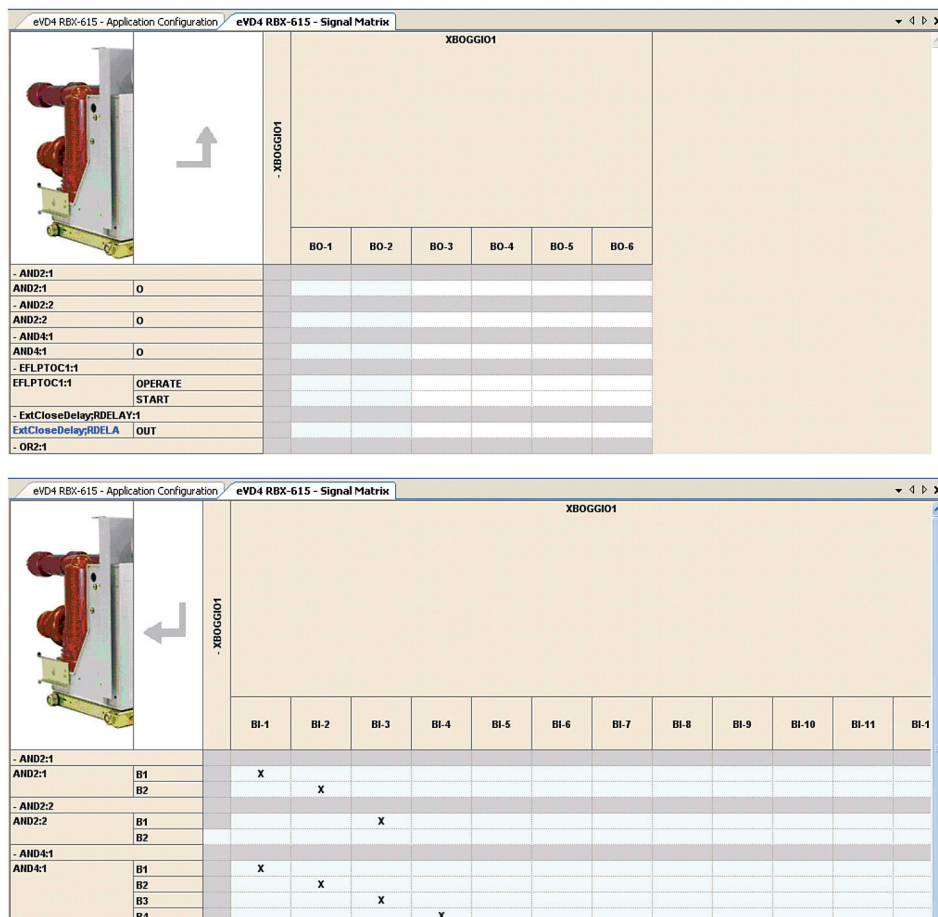 eVD4 RBX-615 - Application Configuration eVD4 RBX-615 - Signal Matrix
XBOGGIO1
- XBOGGIO1
BO-1 BO-2 BO-3 BO-4 BO-5 BO-6
- AND2:1
AND2:1 O
- AND2:2
AND2:2 O
- AND4:1
AND4:1 O
- EFLPTOC1:1
EFLPTOC1:1 OPERATE
START
- ExtCloseDelay;RDELAY:1
ExtCloseDelay;RDELA OUT
- OR2:1
eVD4 RBX-615 - Application Configuration eVD4 RBX-615 - Signal Matrix
XBOGGIO1
- XBOGGIO1
BI-1 BI-2 BI-3 BI-4 BI-5 BI-6 BI-7 BI-8 BI-9 BI-10 BI-11 BI-1
- AND2:1
AND2:1 B1 X
B2 X
- AND2:2
AND2:2 B1 X
B2
- AND4:1
AND4:1 B1 X
B2 X
B3 X
B4 X